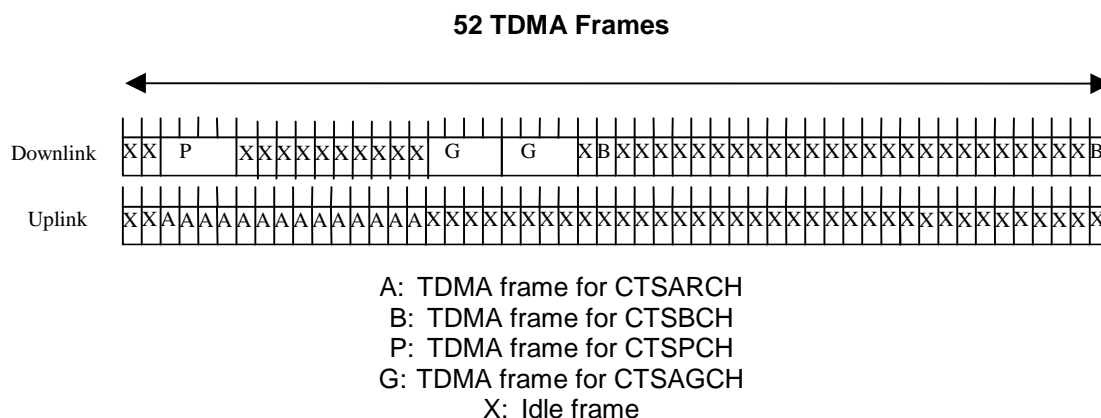 52 TDMA Frames
Downlink X X P X X X X X X X X X X G G X B X X X X X X X X X X X X X X X X X X X X X X X X X B
Uplink X X A A A A A A A A A A A A A A X X X X X X X X X X X X X X X X X X X X X X X X X X X X X X X X X X X X
A: TDMA frame for CTSARCH
B: TDMA frame for CTSBCH
P: TDMA frame for CTSPCH
G: TDMA frame for CTSAGCH
X: Idle frame